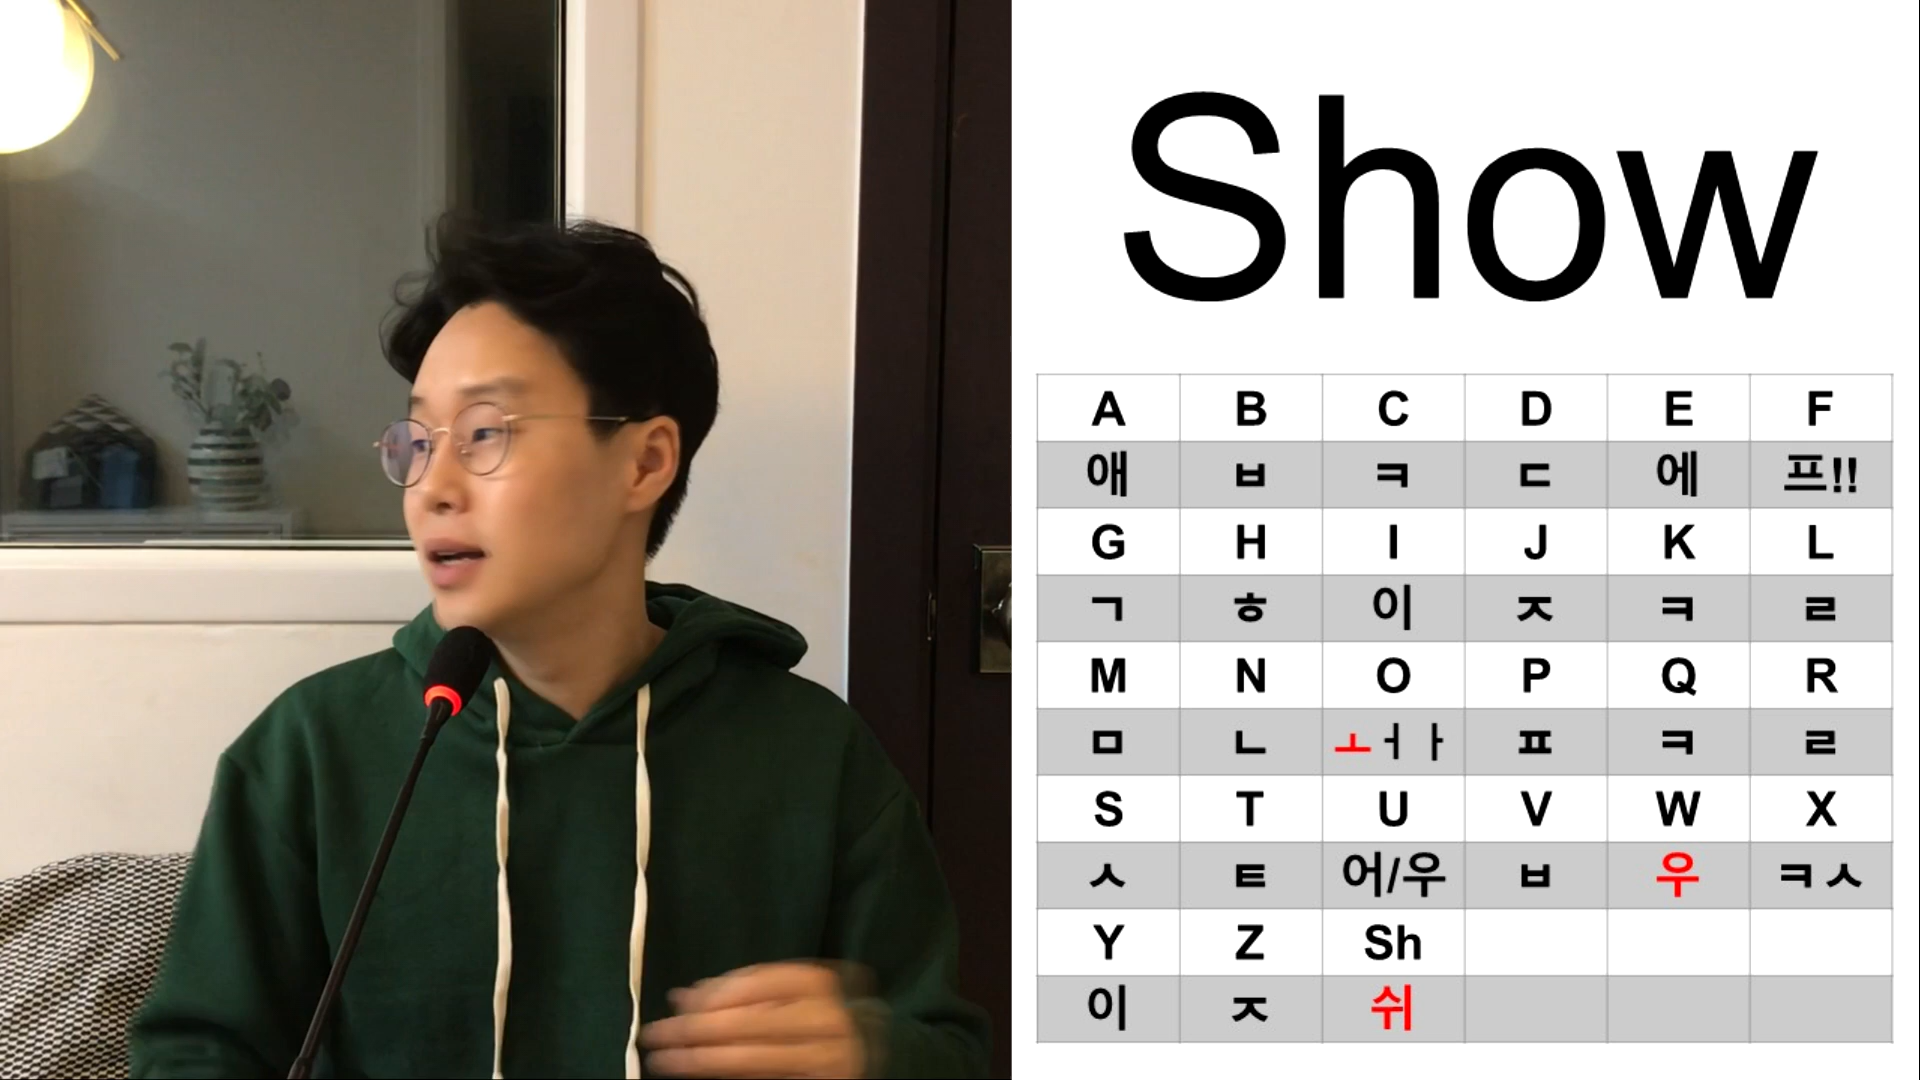 Show
A B C D E F
애 ㅂ ㅋ ㄷ 에 프!!
G H I J K L
ㄱ ㅎ 이 ㅈ ㅋ ㄹ
M N O P Q R
ㅁ ㄴ ㅗㅓㅏ ㅍ ㅋ ㄹ
S T U V W X
ㅅ ㅌ 어/우 ㅂ 우 ㅋㅅ
Y Z Sh
이 ㅈ 쉬